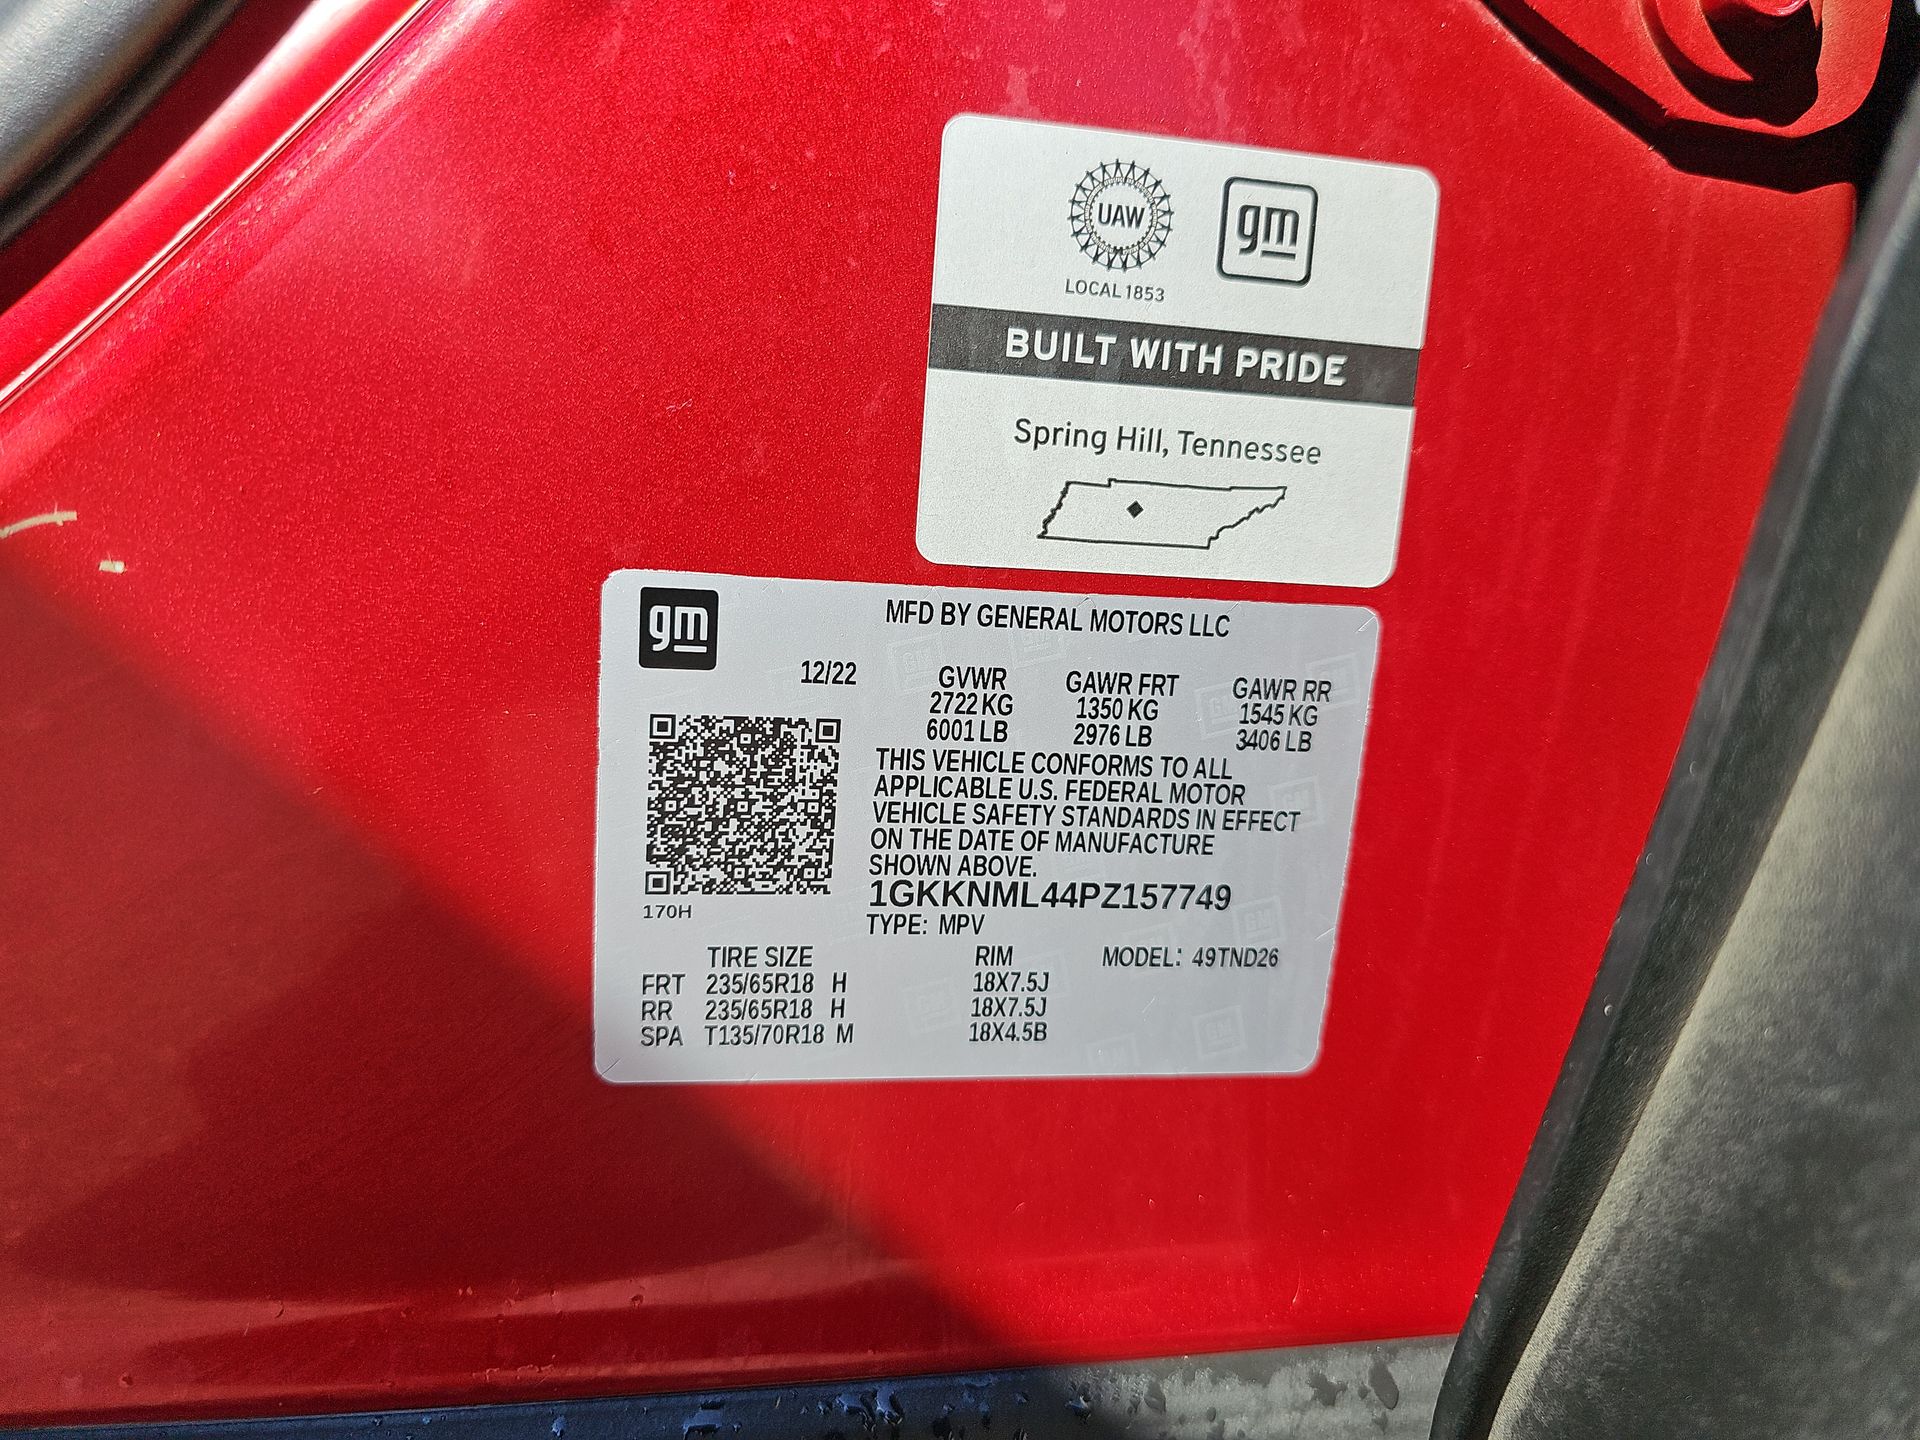 UAW
gm
LOCAL 1853
BUILT WITH PRIDE
Spring Hill, Tennessee
gm
MFD BY GENERAL MOTORS LLC
12/22 GVWR GAWR FRT GAWR RR
2722 KG 1350 KG 1545 KG
6001 LB 2976 LB 3406 LB
THIS VEHICLE CONFORMS TO ALL
APPLICABLE U.S. FEDERAL MOTOR
VEHICLE SAFETY STANDARDS IN EFFECT
ON THE DATE OF MANUFACTURE
SHOWN ABOVE.
1GKKNML44PZ157749
170H
TYPE: MPV
TIRE SIZE RIM MODEL: 49TND26
FRT 235/65R18 H 18X7.5J
RR 235/65R18 H 18X7.5J
SPA T135/70R18 M 18X4.5B